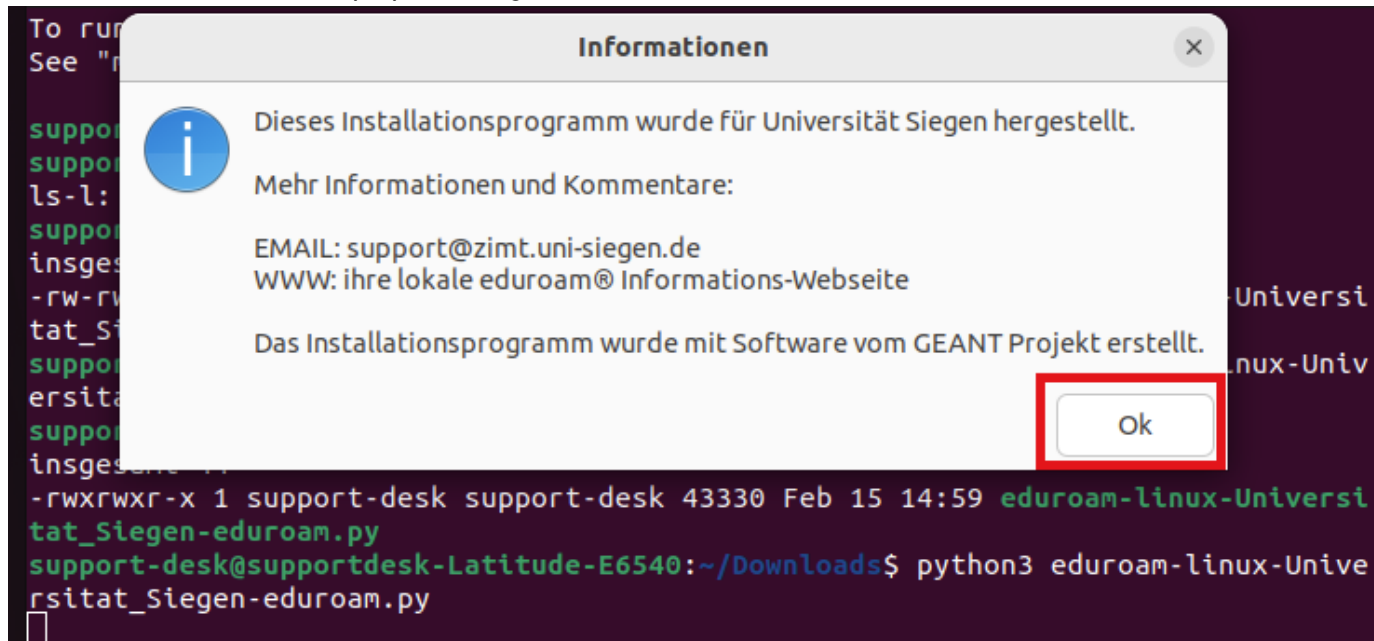 To run
See "
Informationen
Dieses Installationsprogramm wurde für Universität Siegen hergestellt.
Mehr Informationen und Kommentare:
EMAIL: support@zimt.uni-siegen.de
WWW: ihre lokale eduroam® Informations-Webseite
Das Installationsprogramm wurde mit Software vom GEANT Projekt erstellt.
Ok
suppor
suppor
ls-l:
suppor
insges
-rw-rw -Universi
tat_Si
suppor inux-Univ
ersita
suppor
insgesamt
-rwxrwxr-x 1 support-desk support-desk 43330 Feb 15 14:59 eduroam-linux-Universi
tat_Siegen-eduroam.py
support-desk@supportdesk-Latitude-E6540:~/Downloads$ python3 eduroam-linux-Unive
rsitat_Siegen-eduroam.py